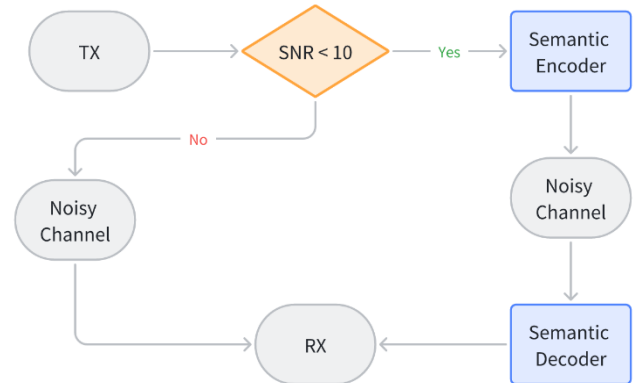 TX
SNR < 10
Yes
Semantic
Encoder
No
Noisy
Channel
Noisy
Channel
RX
Semantic
Decoder